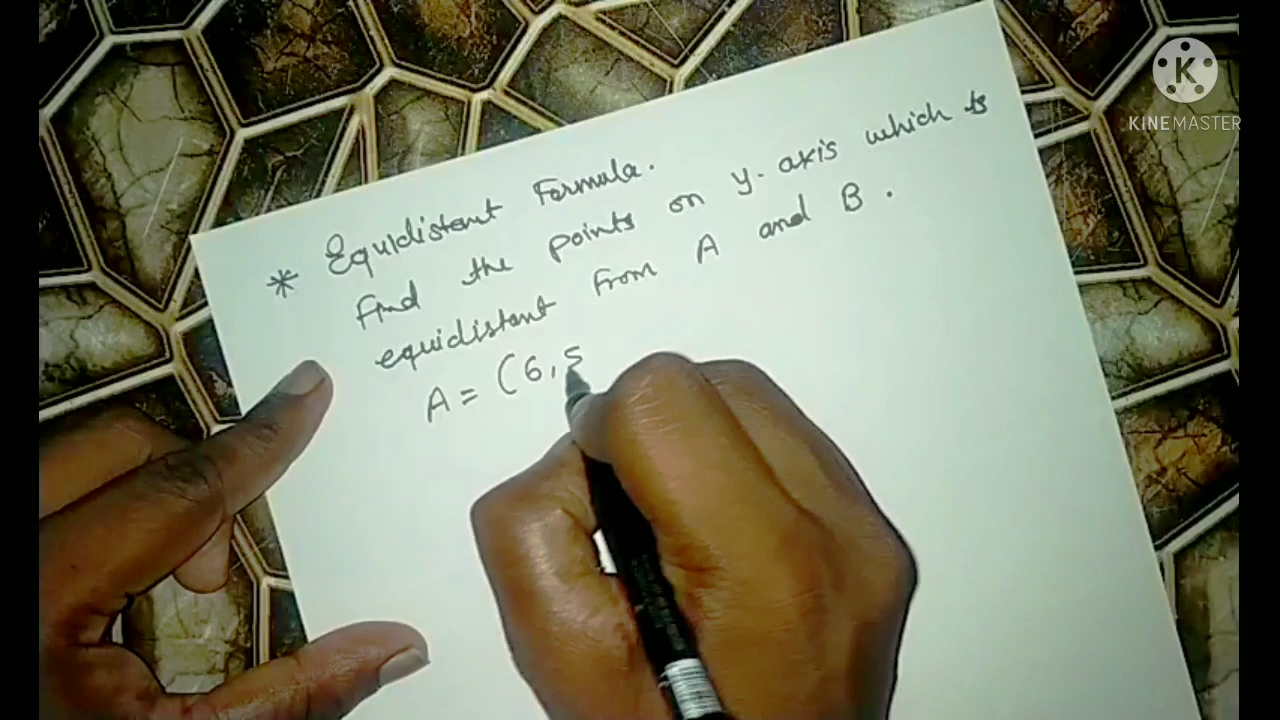 * Equidistant Formula.
Find the points on y-axis which is
equidistant from A and B.
A = (6, 5
K
KINEMASTER